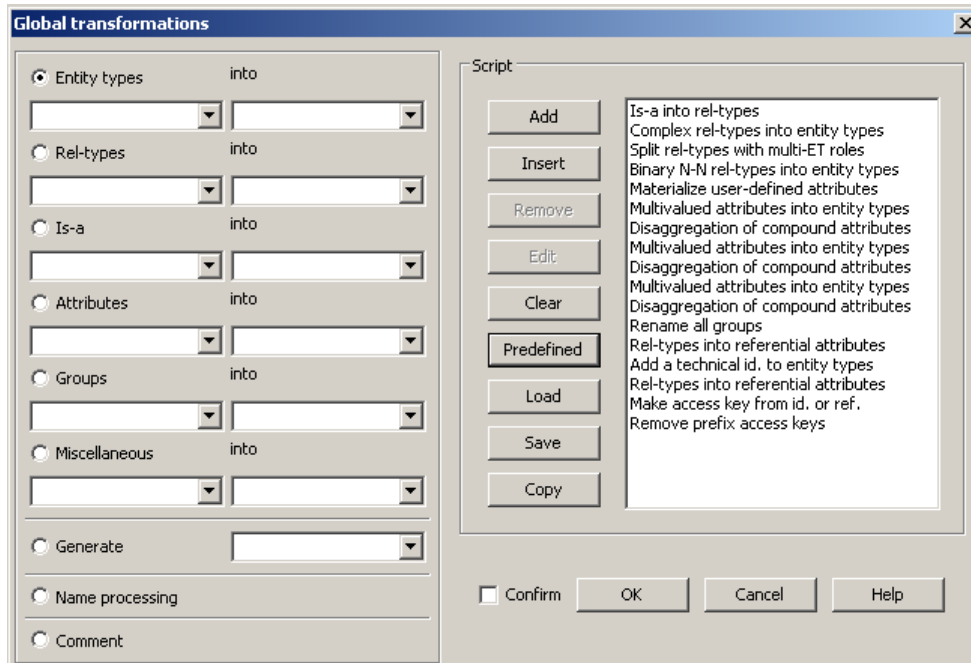 Global transformations
Entity types into
Rel-types into
Is-a into
Attributes into
Groups into
Miscellaneous into
Generate
Name processing
Comment
Script
Add
Insert
Remove
Edit
Clear
Predefined
Load
Save
Copy
Is-a into rel-types
Complex rel-types into entity types
Split rel-types with multi-ET roles
Binary N-N rel-types into entity types
Materialize user-defined attributes
Multivalued attributes into entity types
Disaggregation of compound attributes
Multivalued attributes into entity types
Disaggregation of compound attributes
Multivalued attributes into entity types
Disaggregation of compound attributes
Rename all groups
Rel-types into referential attributes
Add a technical id. to entity types
Rel-types into referential attributes
Make access key from id. or ref.
Remove prefix access keys
Confirm OK Cancel Help